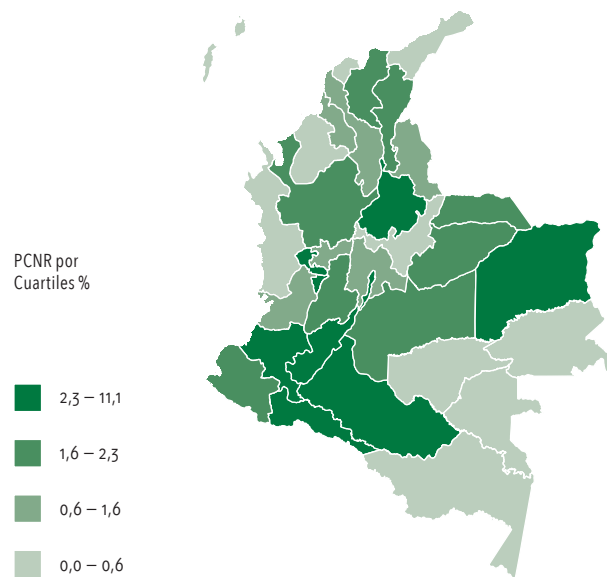 PCNR por
Cuartiles %
2,3 – 11,1
1,6 – 2,3
0,6 – 1,6
0,0 – 0,6